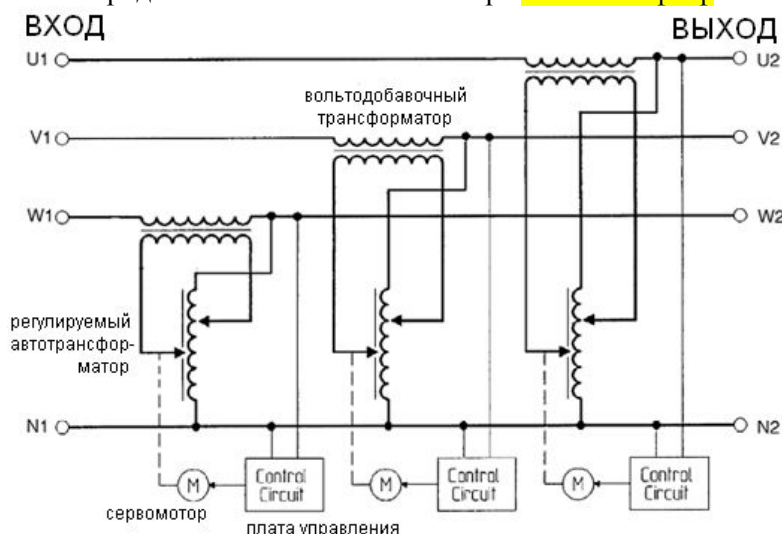 ВХОД
ВЫХОД
U1
U2
вольтодобавочный
трансформатор
V1
V2
W1
W2
регулируемый
автотрансфор-
матор
N1
N2
M
Control
Circuit
M
Control
Circuit
M
Control
Circuit
сервомотор
плата управления